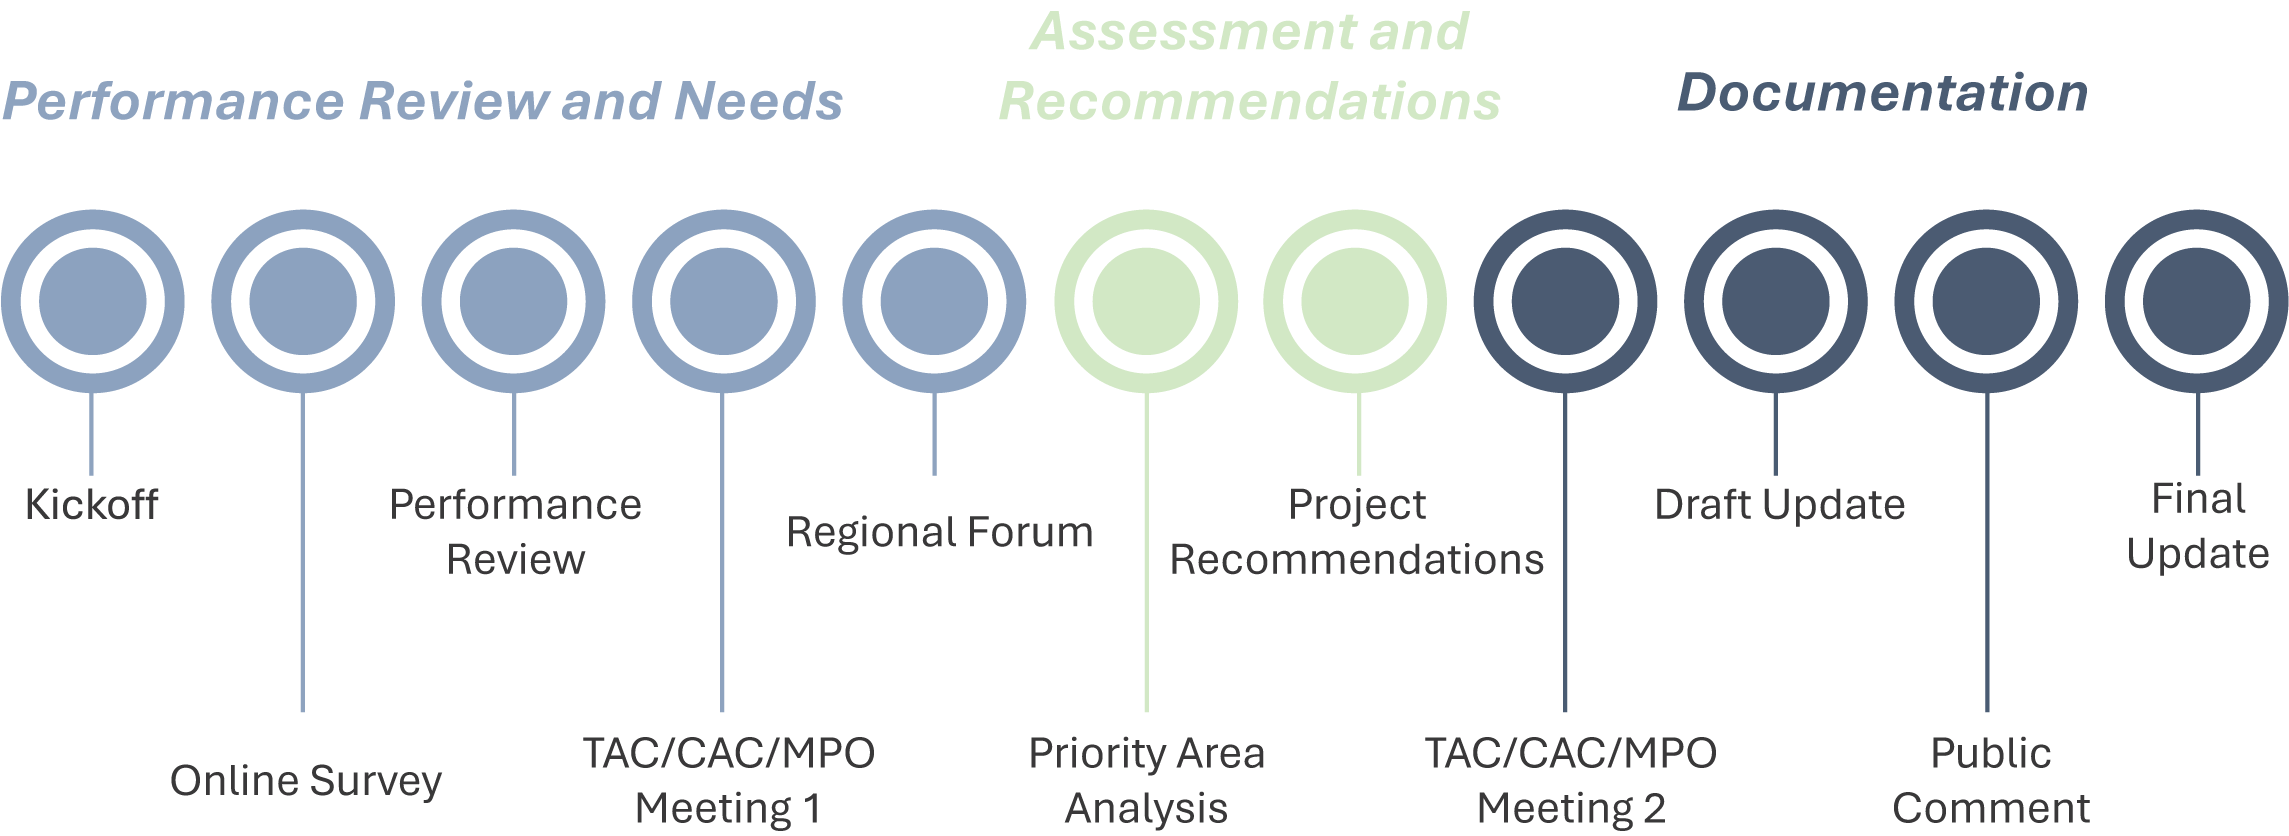 Performance Review and Needs
Assessment and
Recommendations
Documentation
Kickoff
Online Survey
Performance
Review
TAC/CAC/MPO
Meeting 1
Regional Forum
Priority Area
Analysis
Project
Recommendations
TAC/CAC/MPO
Meeting 2
Draft Update
Public
Comment
Final
Update